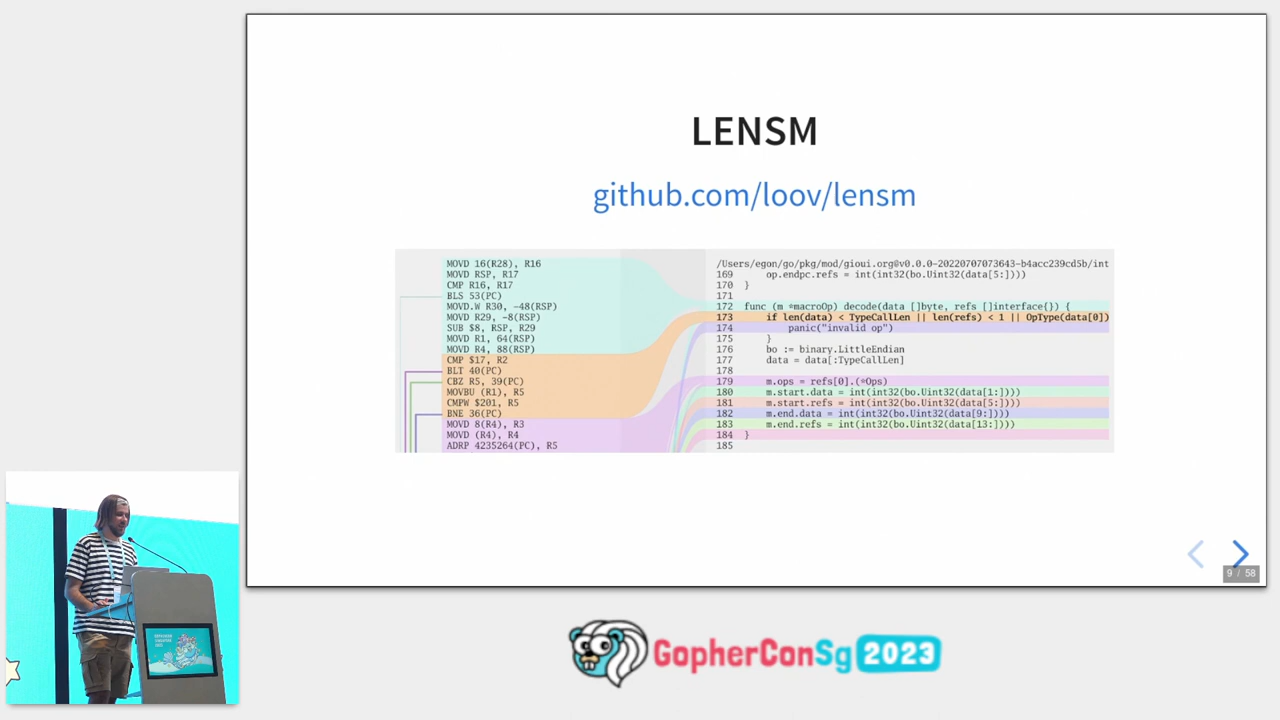 LENSM
github.com/loov/lensm
MOVD 16(R28), R16
MOVD RSP, R17
CMP R16, R17
BLS 53(PC)
MOVD.W R30, -48(RSP)
MOVD R29, -8(RSP)
SUB $8, RSP, R29
MOVD R1, 64(RSP)
MOVD R4, 88(RSP)
CMP $17, R2
BLT 40(PC)
CBZ R5, 39(PC)
MOVBU (R1), R5
CMPW $201, R5
BNE 36(PC)
MOVD 8(R4), R3
MOVD (R4), R4
ADRP 4235264(PC), R5
/Users/egon/go/pkg/mod/gioui.org@v0.0.0-20220707073643-b4acc239cd5b/int
169 op.endpc.refs = int(int32(bo.Uint32(data[5:])))
170 }
171
172 func (m *macroOp) decode(data []byte, refs []interface{}) {
173 if len(data) < TypeCallLen || len(refs) < 1 || OpType(data[0])
174 panic("invalid op")
175 }
176 bo := binary.LittleEndian
177 data = data[:TypeCallLen]
178
179 m.ops = refs[0].(*Ops)
180 m.start.data = int(int32(bo.Uint32(data[1:])))
181 m.start.refs = int(int32(bo.Uint32(data[5:])))
182 m.end.data = int(int32(bo.Uint32(data[9:])))
183 m.end.refs = int(int32(bo.Uint32(data[13:])))
184 }
185
9 / 58
GopherConSg 2023